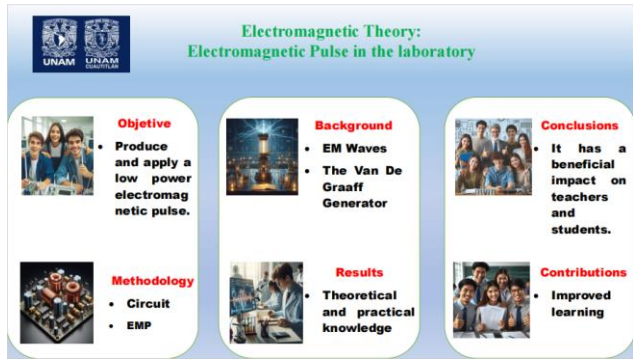 Electromagnetic Theory:
Electromagnetic Pulse in the laboratory
UNAM
UNAM
CUAUTITLÁN
Objetive
• Produce
and apply a
low power
electromag
netic pulse.
Methodology
• Circuit
• EMP
Background
• EM Waves
• The Van De
Graaff
Generator
Results
• Theoretical
and practical
knowledge
Conclusions
• It has a
beneficial
impact on
teachers
and
students.
Contributions
• Improved
learning